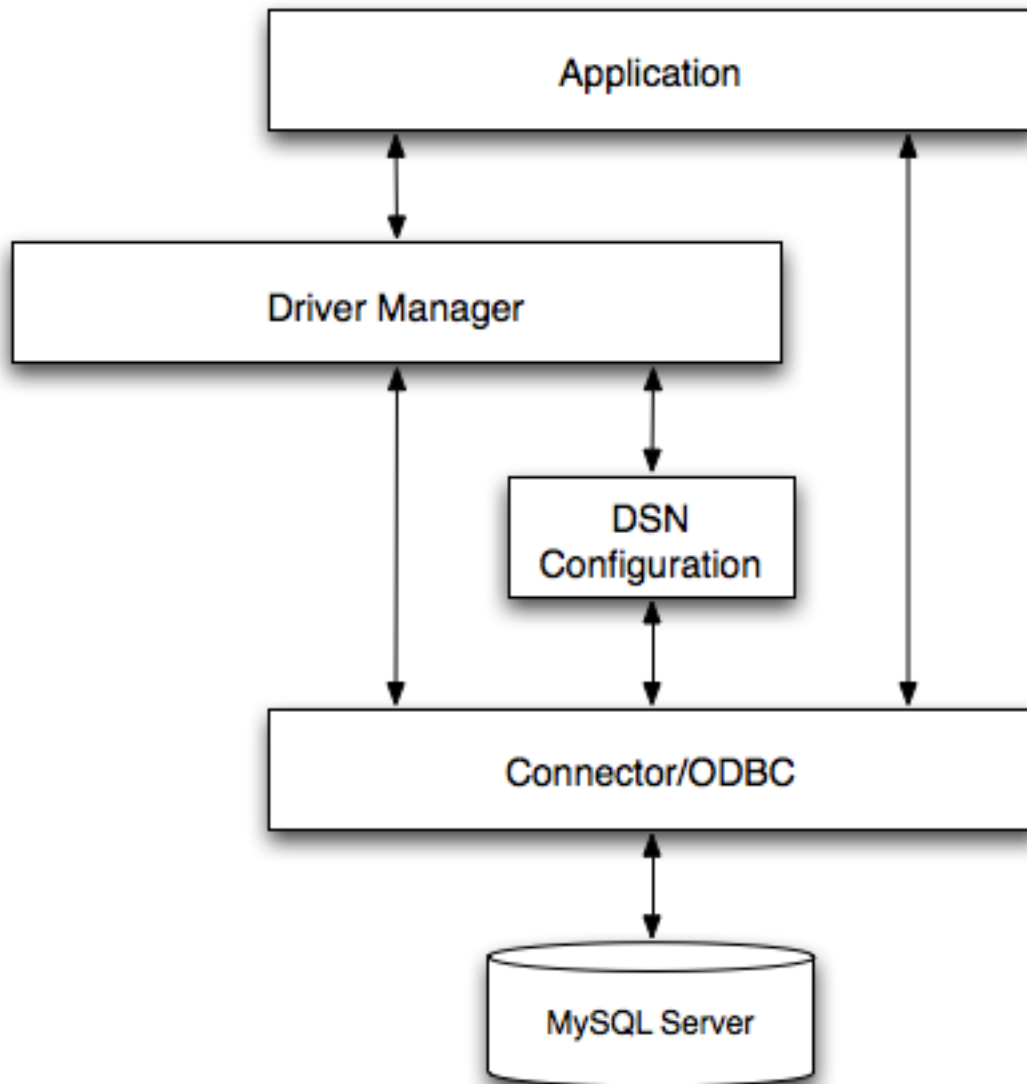 Application
Driver Manager
DSN
Configuration
Connector/ODBC
MySQL Server